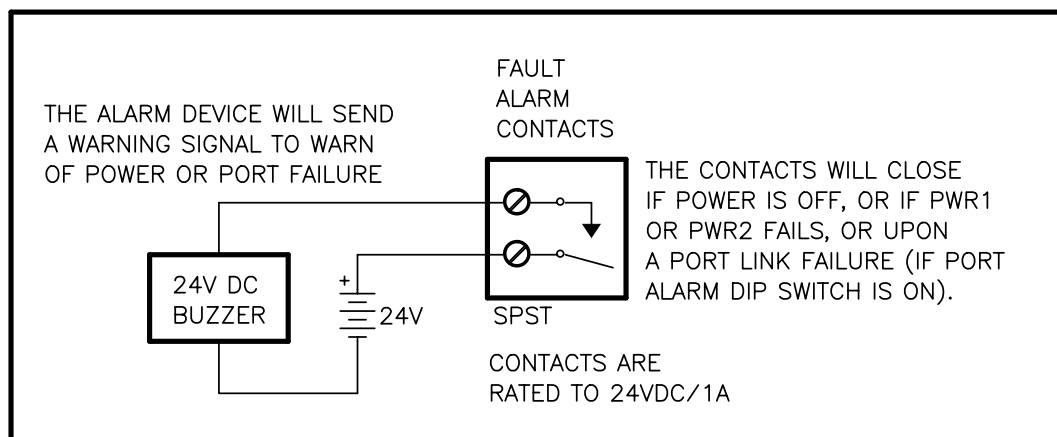 FAULT
ALARM
CONTACTS
THE ALARM DEVICE WILL SEND
A WARNING SIGNAL TO WARN
OF POWER OR PORT FAILURE
THE CONTACTS WILL CLOSE
IF POWER IS OFF, OR IF PWR1
OR PWR2 FAILS, OR UPON
A PORT LINK FAILURE (IF PORT
ALARM DIP SWITCH IS ON).
24V DC
BUZZER
+
24V
SPST
CONTACTS ARE
RATED TO 24VDC/1A